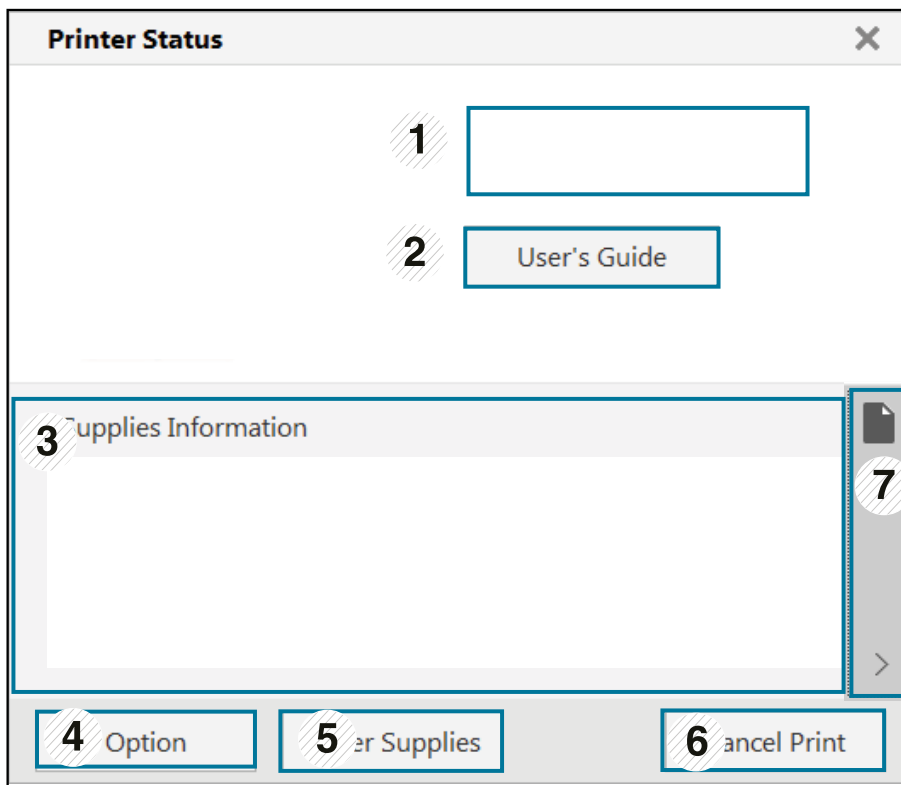 Printer Status
1
2
User's Guide
3
upplies Information
7
4
Option
5
er Supplies
6
ancel Print